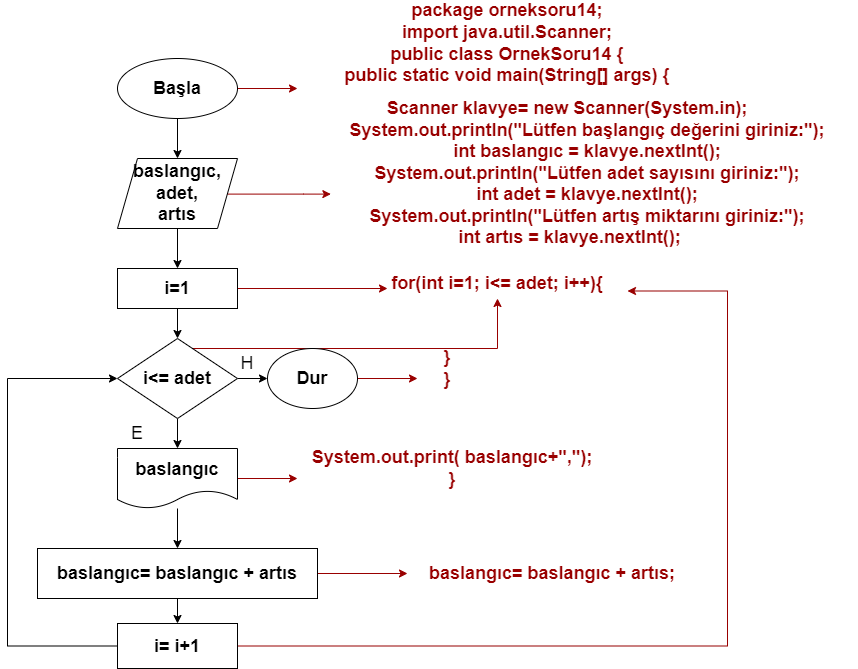 package orneksoru14;
import java.util.Scanner;
public class OrnekSoru14 {
public static void main(String[] args) {
Başla
Scanner klavye= new Scanner(System.in);
System.out.println("Lütfen başlangıç değerini giriniz:");
int baslangıc = klavye.nextInt();
System.out.println("Lütfen adet sayısını giriniz:");
int adet = klavye.nextInt();
System.out.println("Lütfen artış miktarını giriniz:");
int artıs = klavye.nextInt();
baslangıc,
adet,
artıs
i=1
for(int i=1; i<= adet; i++){
i<= adet
H
Dur
}
}
E
baslangıc
System.out.print( baslangıc+",");
}
baslangıc= baslangıc + artıs
baslangıc= baslangıc + artıs;
i= i+1